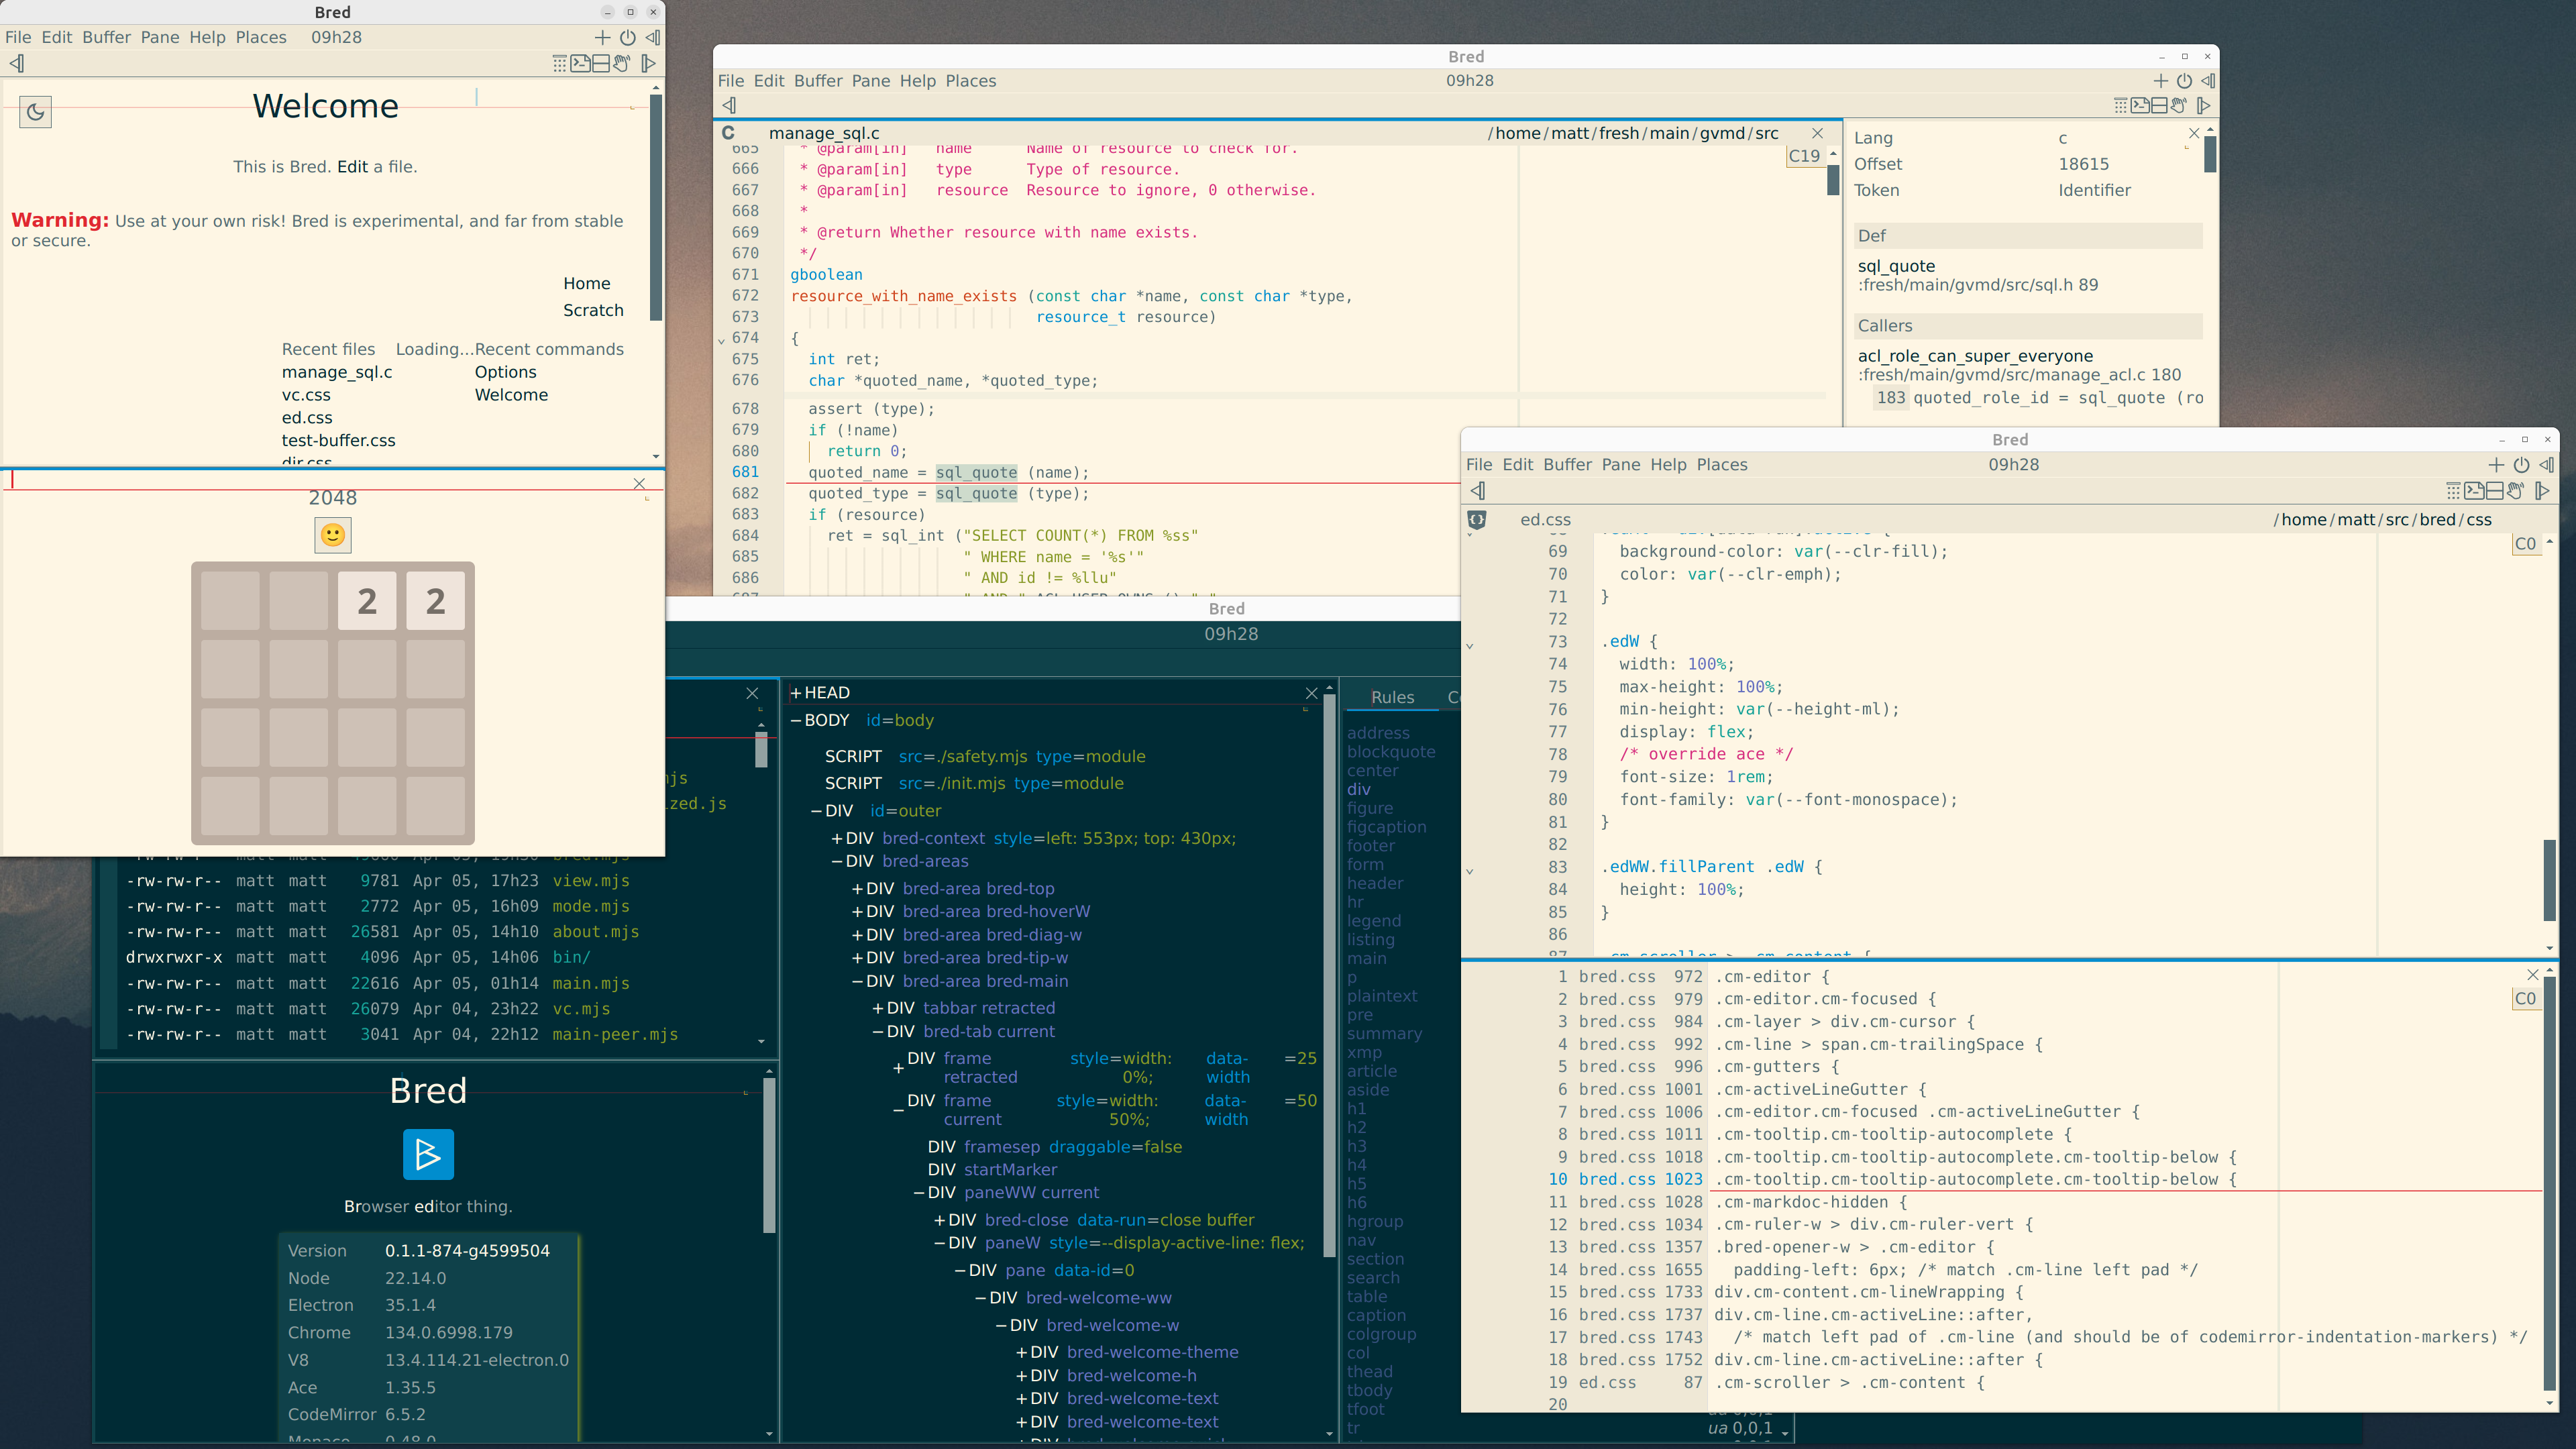 Bred
File Edit Buffer Pane Help Places 09h28
Welcome
This is Bred. Edit a file.
Warning: Use at your own risk! Bred is experimental, and far from stable
or secure.
Home
Scratch
Recent files Loading...Recent commands
manage_sql.c Options
vc.css Welcome
ed.css
test-buffer.css
dir.css
2048
2 2
Bred
File Edit Buffer Pane Help Places 09h28
manage_sql.c /home/matt/fresh/main/gvmd/src
C19
665 * @param[in] name Name of resource to check for.
666 * @param[in] type Type of resource.
667 * @param[in] resource Resource to ignore, 0 otherwise.
668 *
669 * @return Whether resource with name exists.
670 */
671 gboolean
672 resource_with_name_exists (const char *name, const char *type,
673 resource_t resource)
674 {
675 int ret;
676 char *quoted_name, *quoted_type;
678 assert (type);
679 if (!name)
680 return 0;
681 quoted_name = sql_quote (name);
682 quoted_type = sql_quote (type);
683 if (resource)
684 ret = sql_int ("SELECT COUNT(*) FROM %ss"
685 " WHERE name = '%s'"
686 " AND id != %llu"
Lang c
Offset 18615
Token Identifier
Def
sql_quote
:fresh/main/gvmd/src/sql.h 89
Callers
acl_role_can_super_everyone
:fresh/main/gvmd/src/manage_acl.c 180
183 quoted_role_id = sql_quote (ro
Bred
09h28
js
ized.js
-rw-rw-r-- matt matt 9781 Apr 05, 17h23 view.mjs
-rw-rw-r-- matt matt 2772 Apr 05, 16h09 mode.mjs
-rw-rw-r-- matt matt 26581 Apr 05, 14h10 about.mjs
drwxrwxr-x matt matt 4096 Apr 05, 14h06 bin/
-rw-rw-r-- matt matt 22616 Apr 05, 01h14 main.mjs
-rw-rw-r-- matt matt 26079 Apr 04, 23h22 vc.mjs
-rw-rw-r-- matt matt 3041 Apr 04, 22h12 main-peer.mjs
Bred
Browser editor thing.
Version 0.1.1-874-g4599504
Node 22.14.0
Electron 35.1.4
Chrome 134.0.6998.179
V8 13.4.114.21-electron.0
Ace 1.35.5
CodeMirror 6.5.2
+HEAD
−BODY id=body
SCRIPT src=./safety.mjs type=module
SCRIPT src=./init.mjs type=module
−DIV id=outer
+DIV bred-context style=left: 553px; top: 430px;
−DIV bred-areas
+DIV bred-area bred-top
+DIV bred-area bred-hoverW
+DIV bred-area bred-diag-w
+DIV bred-area bred-tip-w
−DIV bred-area bred-main
+DIV tabbar retracted
−DIV bred-tab current
+DIV frame retracted style=width: 0%; data-width =25
−DIV frame current style=width: 50%; data-width =50
DIV framesep draggable=false
DIV startMarker
−DIV paneWW current
+DIV bred-close data-run=close buffer
−DIV paneW style=--display-active-line: flex;
−DIV pane data-id=0
−DIV bred-welcome-ww
−DIV bred-welcome-w
+DIV bred-welcome-theme
+DIV bred-welcome-h
+DIV bred-welcome-text
+DIV bred-welcome-text
Rules
address
blockquote
center
div
figure
figcaption
footer
form
header
hr
legend
listing
main
p
plaintext
pre
summary
xmp
article
aside
h1
h2
h3
h4
h5
h6
hgroup
nav
section
search
table
caption
colgroup
col
thead
tbody
tfoot
tr
ua 0,0,1
Bred
File Edit Buffer Pane Help Places 09h28
ed.css /home/matt/src/bred/css
C0
69 background-color: var(--clr-fill);
70 color: var(--clr-emph);
71 }
72
73 .edW {
74 width: 100%;
75 max-height: 100%;
76 min-height: var(--height-ml);
77 display: flex;
78 /* override ace */
79 font-size: 1rem;
80 font-family: var(--font-monospace);
81 }
82
83 .edWW.fillParent .edW {
84 height: 100%;
85 }
86
87 .cm-scroller > .cm-content {
C0
1 bred.css 972 .cm-editor {
2 bred.css 979 .cm-editor.cm-focused {
3 bred.css 984 .cm-layer > div.cm-cursor {
4 bred.css 992 .cm-line > span.cm-trailingSpace {
5 bred.css 996 .cm-gutters {
6 bred.css 1001 .cm-activeLineGutter {
7 bred.css 1006 .cm-editor.cm-focused .cm-activeLineGutter {
8 bred.css 1011 .cm-tooltip.cm-tooltip-autocomplete {
9 bred.css 1018 .cm-tooltip.cm-tooltip-autocomplete.cm-tooltip-below {
10 bred.css 1023 .cm-tooltip.cm-tooltip-autocomplete.cm-tooltip-below {
11 bred.css 1028 .cm-markdoc-hidden {
12 bred.css 1034 .cm-ruler-w > div.cm-ruler-vert {
13 bred.css 1357 .bred-opener-w > .cm-editor {
14 bred.css 1655 padding-left: 6px; /* match .cm-line left pad */
15 bred.css 1733 div.cm-content.cm-lineWrapping {
16 bred.css 1737 div.cm-line.cm-activeLine::after,
17 bred.css 1743 /* match left pad of .cm-line (and should be of codemirror-indentation-markers) */
18 bred.css 1752 div.cm-line.cm-activeLine::after {
19 ed.css 87 .cm-scroller > .cm-content {
20